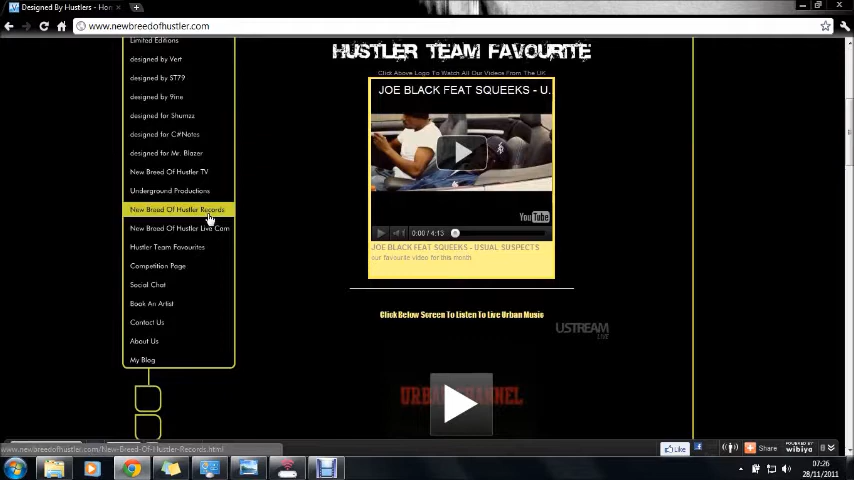 Designed By Hustlers - Hon
www.newbreedofhustler.com
Limited Editions
designed by Vert
designed by ST79
designed by 9ine
designed for Shumzz
designed for C#Notes
designed for Mr. Blazer
New Breed Of Hustler TV
Underground Productions
New Breed Of Hustler Records
New Breed Of Hustler Live Cam
Hustler Team Favourites
Competition Page
Social Chat
Book An Artist
Contact Us
About Us
My Blog
HUSTLER TEAM FAVOURITE
Click Above Logo To Watch All Our Videos From The UK
JOE BLACK FEAT SQUEEKS - U.
YouTube
0:00 / 4:13
JOE BLACK FEAT SQUEEKS - USUAL SUSPECTS
our favourite video for this month
Click Below Screen To Listen To Live Urban Music
USTREAM
LIVE
URBAN CHANNEL
www.newbreedofhustler.com/New-Breed-Of-Hustler-Records.html
Like
Share
POWERED BY
wibiya
8
07:26
28/11/2011